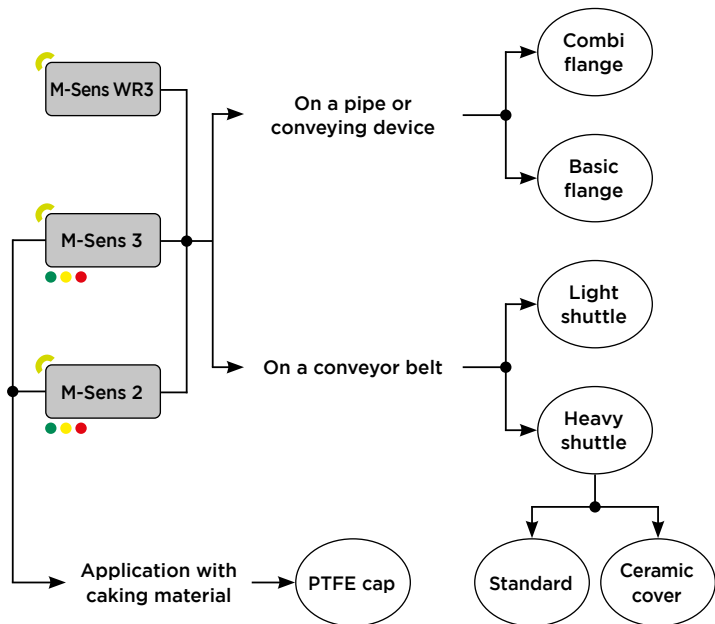 M-Sens WR3
On a pipe or
conveying device
Combi
flange
Basic
flange
M-Sens 3
M-Sens 2
On a conveyor belt
Light
shuttle
Heavy
shuttle
Application with
caking material
PTFE cap
Standard
Ceramic
cover